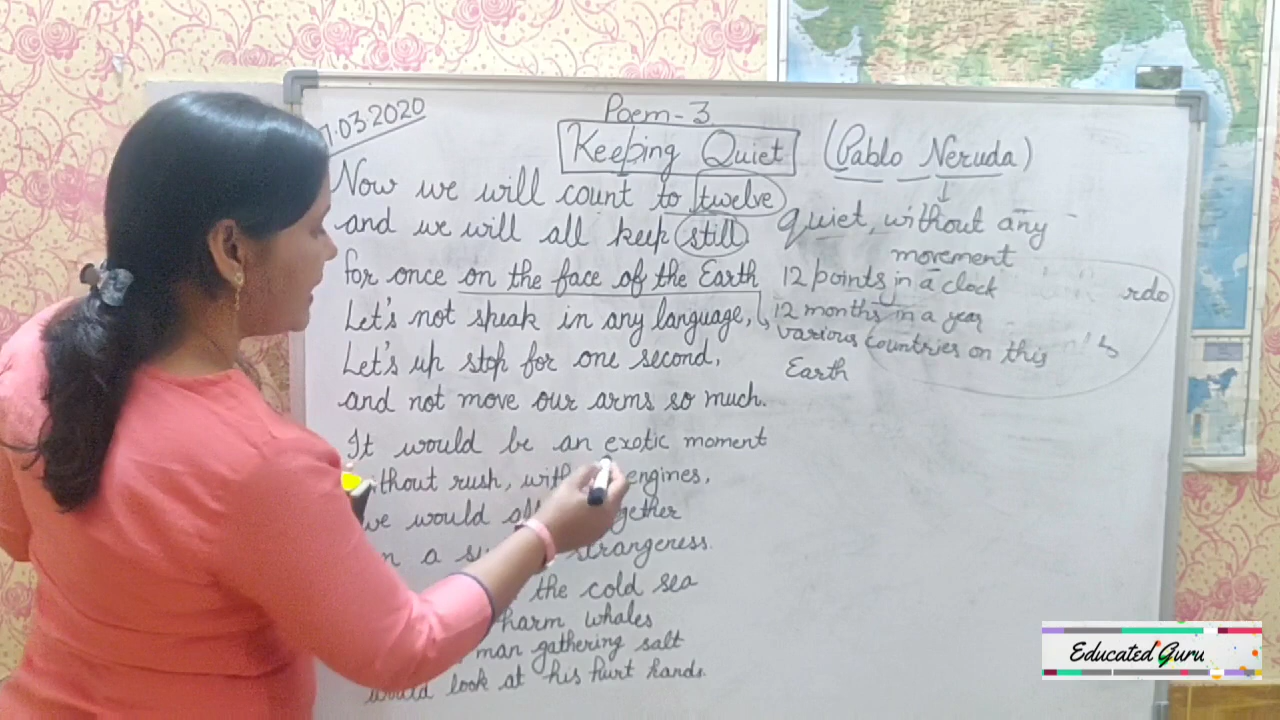 7.03.2020
Poem-3
Keeping Quiet (Pablo Neruda)
Now we will count to twelve
and we will all keep still
for once on the face of the Earth
Let's not speak in any language,
Let's up stop for one second,
and not move our arms so much.
It would be an exotic moment
without rush, with engines,
we would together
a strangeness.
the cold sea
harm whales
man gathering salt
would look at his hurt hands.
quiet, without any
movement
12 points in a clock
12 months in a year
various countries on this
Earth
rdo
Educated Guru